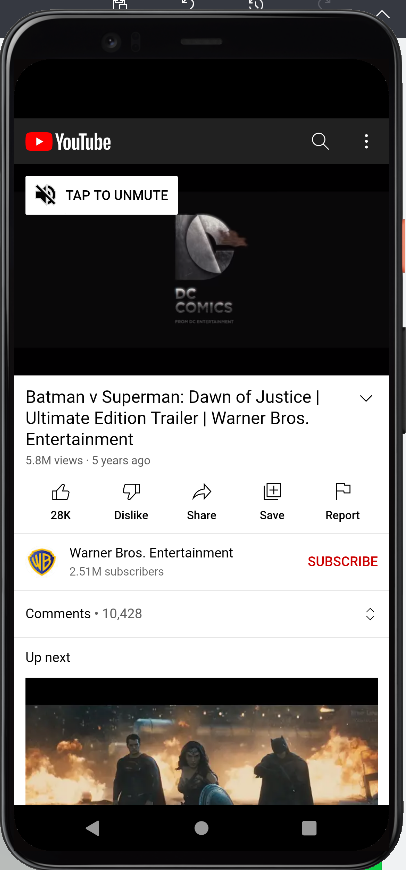 YouTube
TAP TO UNMUTE
DC
COMICS
FROM DC ENTERTAINMENT
Batman v Superman: Dawn of Justice |
Ultimate Edition Trailer | Warner Bros.
Entertainment
5.8M views · 5 years ago
28K Dislike Share Save Report
Warner Bros. Entertainment
2.51M subscribers
SUBSCRIBE
Comments • 10,428
Up next